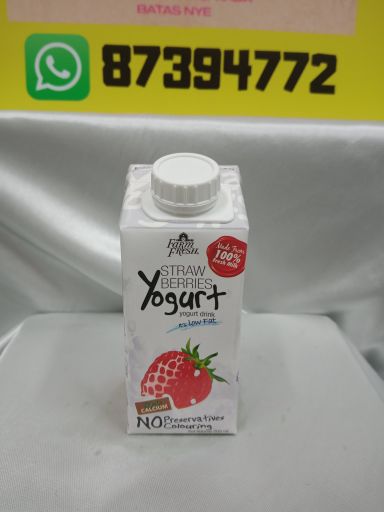 BATAS NYE
87394772
Farm
Fresh
Made From
100%
Fresh Milk
STRAW
BERRIES
Yogurt
yogurt drink
Low Fat
CALCIUM
NO Preservatives
Colouring